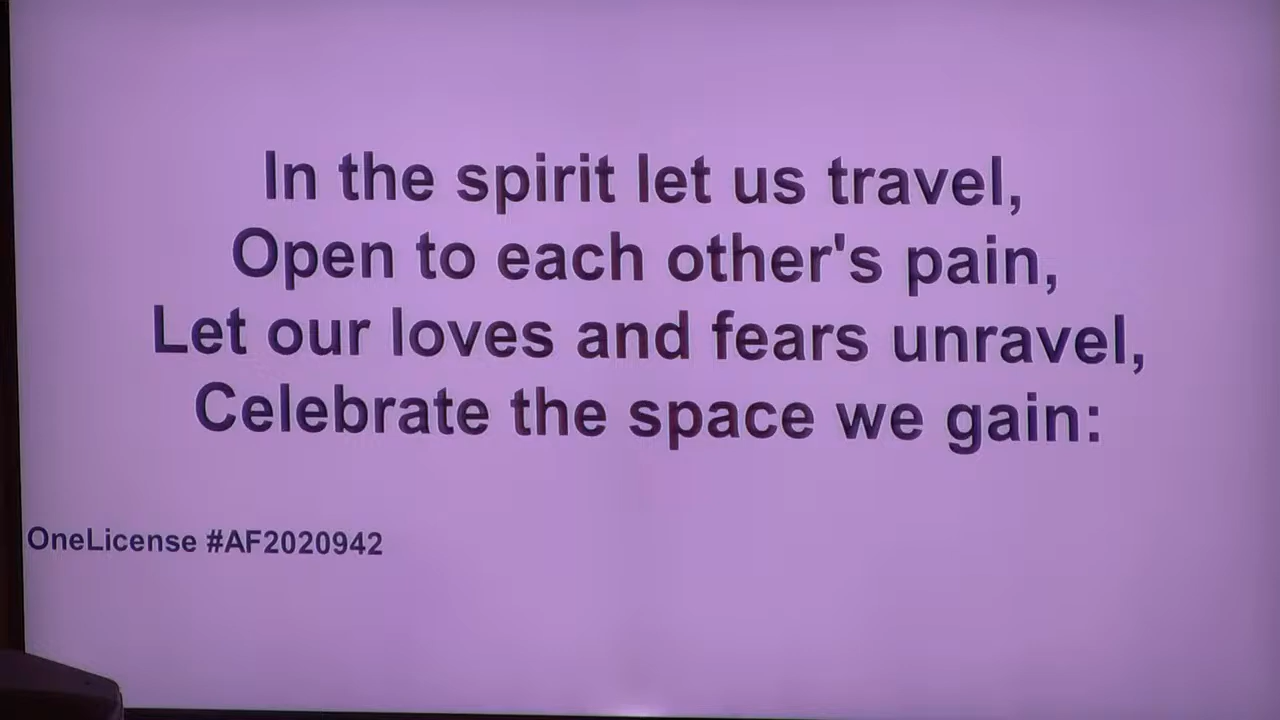 In the spirit let us travel,
Open to each other's pain,
Let our loves and fears unravel,
Celebrate the space we gain:
OneLicense #AF2020942